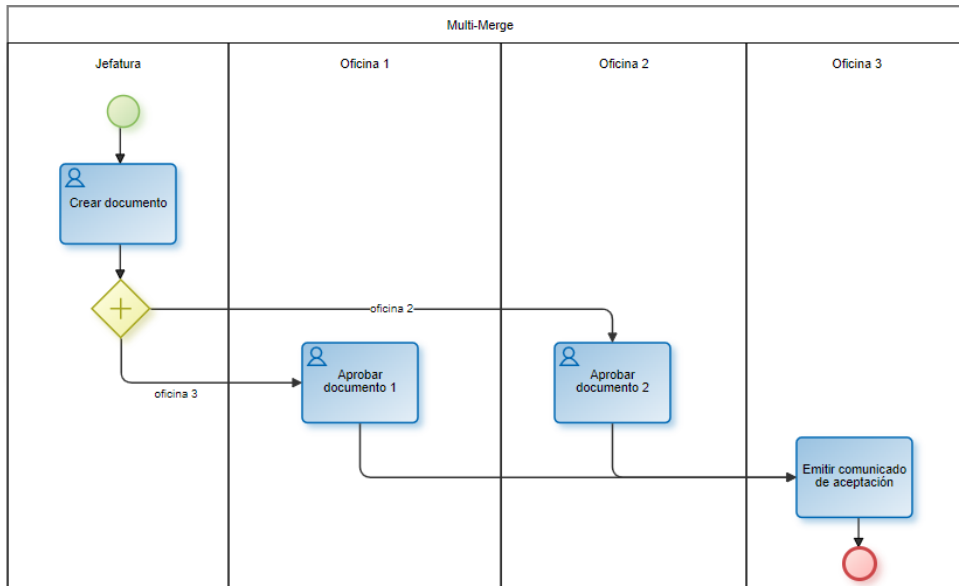 Multi-Merge
Jefatura
Oficina 1
Oficina 2
Oficina 3
Crear documento
oficina 2
oficina 3
Aprobar
documento 1
Aprobar
documento 2
Emitir comunicado
de aceptación